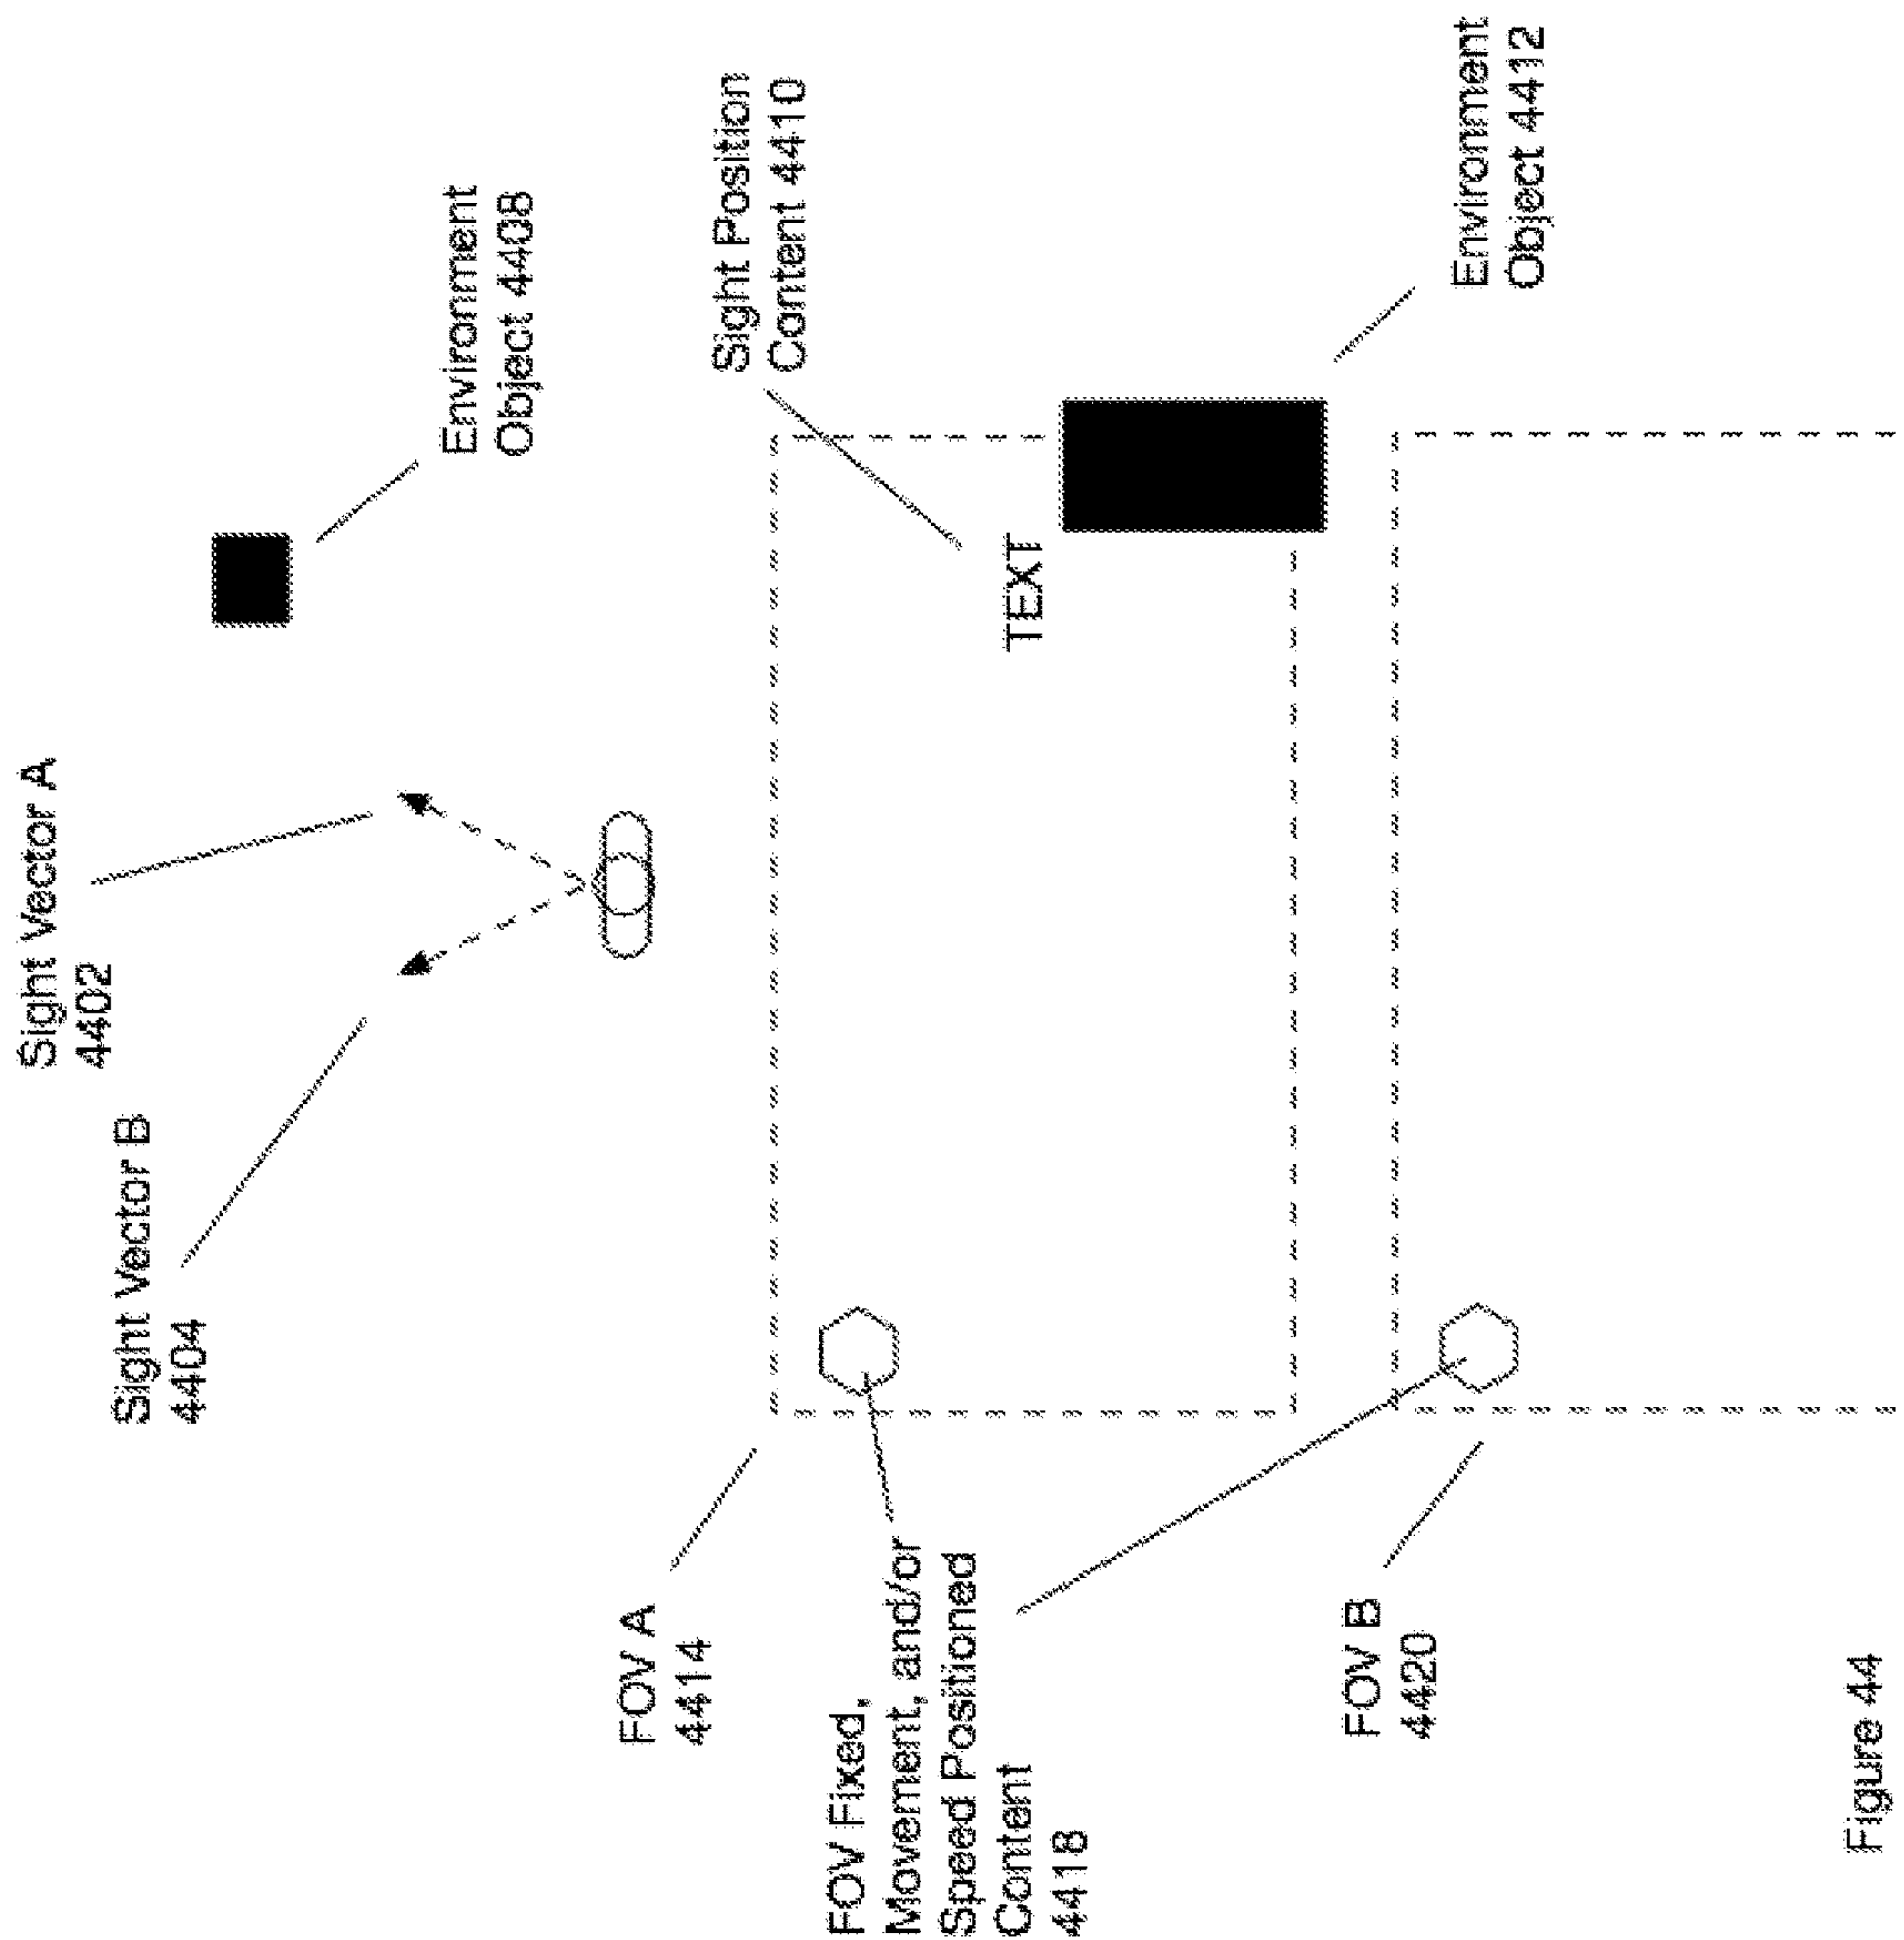 Sight Vector A
4402
Sight Vector B
4404
Environment
Object 4408
FOV A
4414
Sight Position
Content 4410
TEXT
FOV Fixed,
Movement, and/or
Speed Positioned
Content
4418
Environment
Object 4412
FOV B
4420
Figure 44